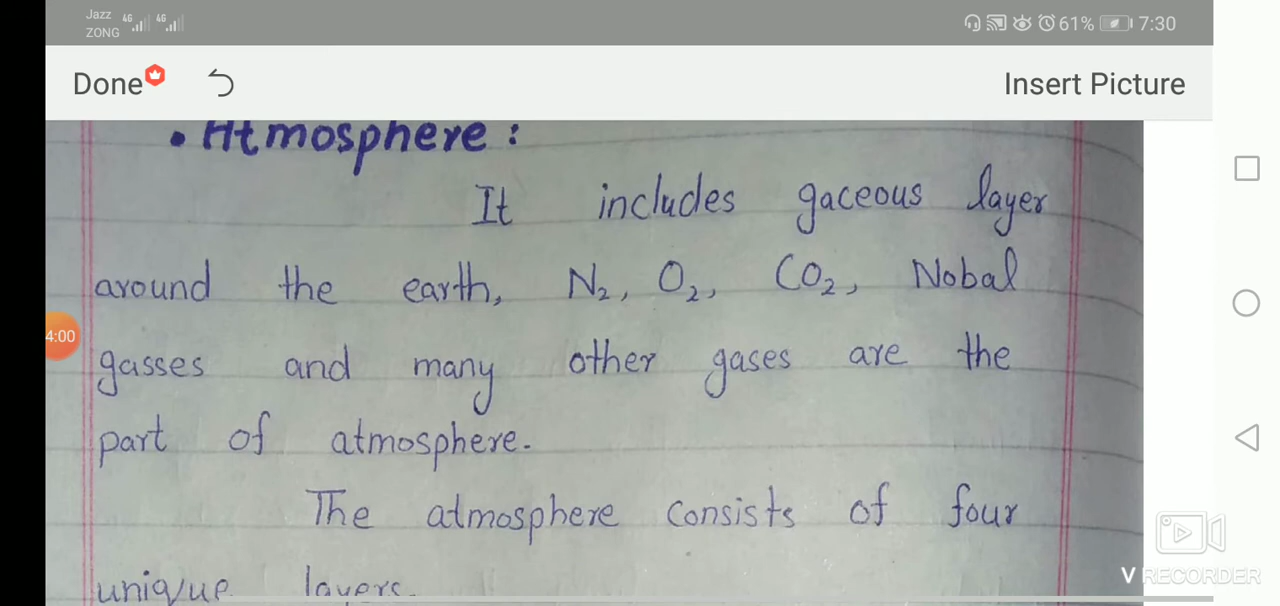 Jazz 4G 4G
ZONG
61% 7:30
Done Insert Picture
• Atmosphere :
It includes gaceous layer
around the earth, N₂, O₂, CO₂, Nobal
4:00
gasses and many other gases are the
part of atmosphere.
The atmosphere consists of four
unique layers.
V RECORDER